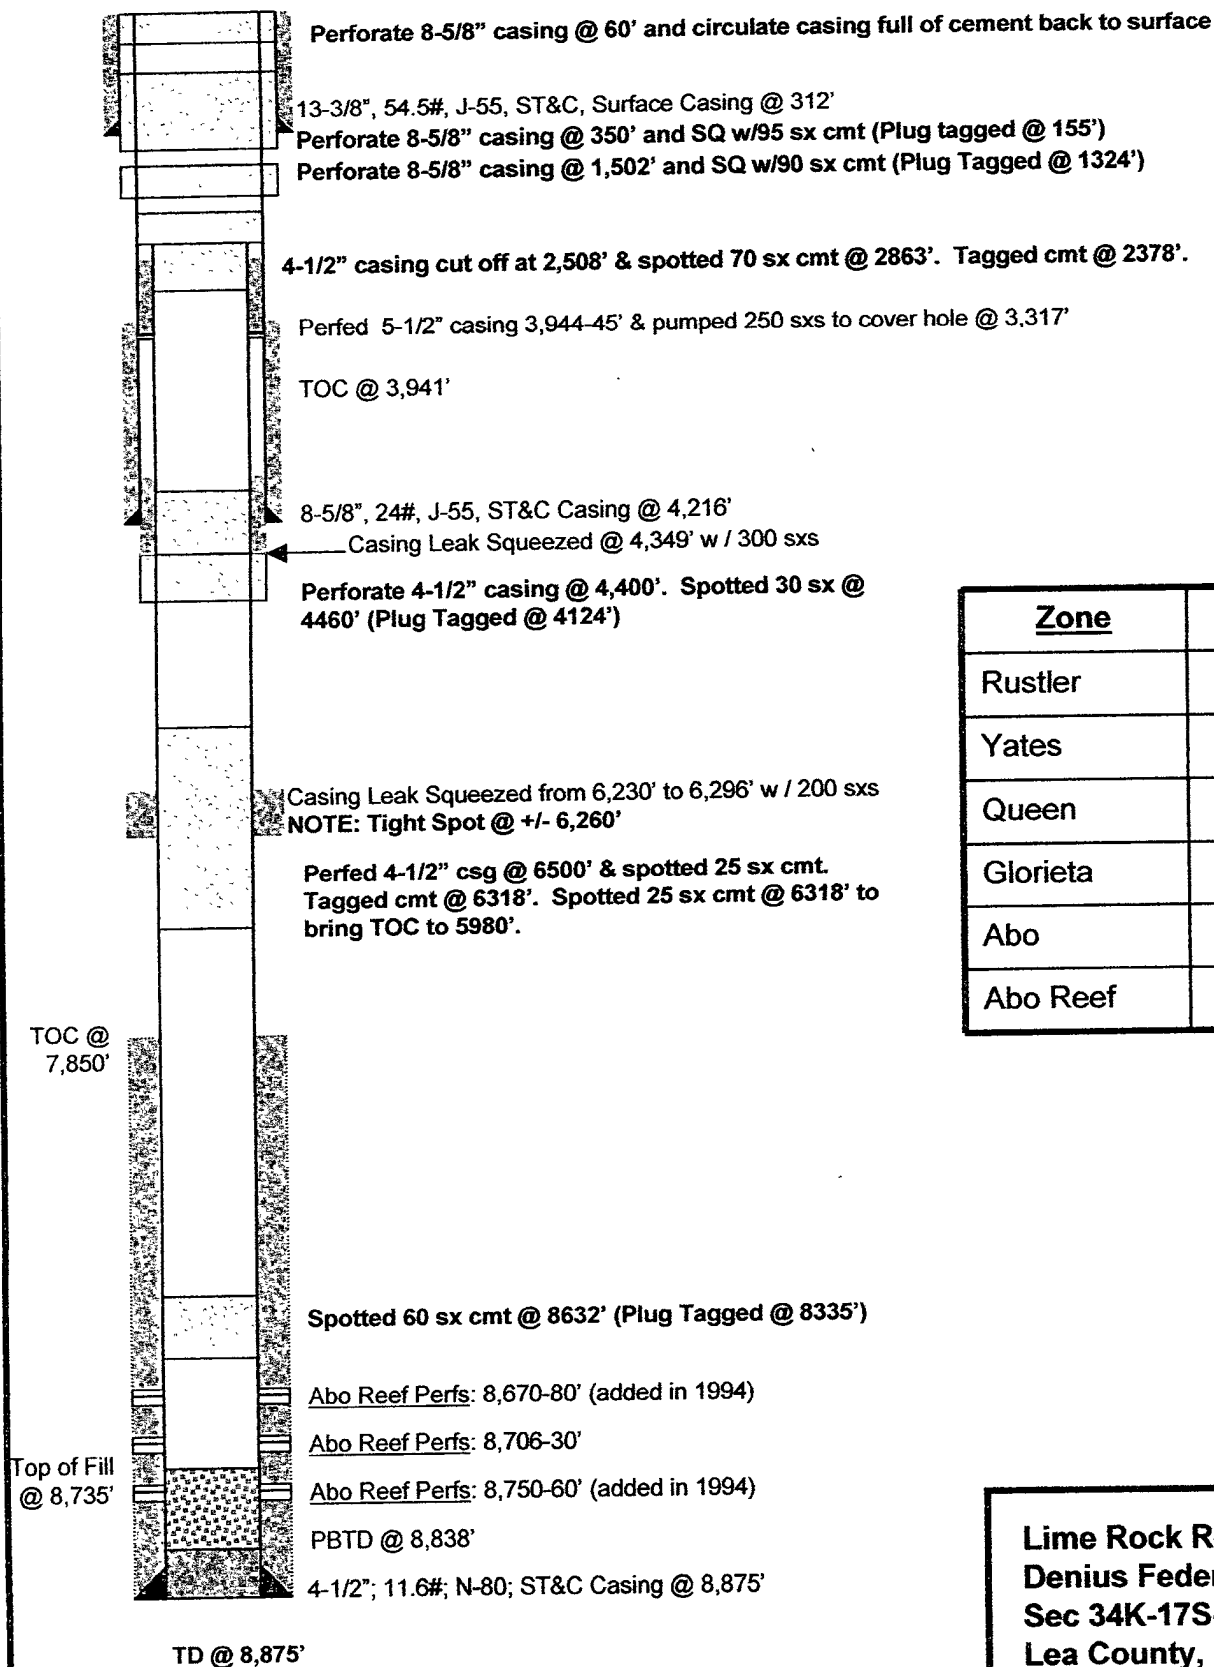 Perforate 8-5/8" casing @ 60' and circulate casing full of cement back to surface
13-3/8", 54.5#, J-55, ST&C, Surface Casing @ 312'
Perforate 8-5/8" casing @ 350' and SQ w/95 sx cmt (Plug tagged @ 155')
Perforate 8-5/8" casing @ 1,502' and SQ w/90 sx cmt (Plug Tagged @ 1324')
4-1/2" casing cut off at 2,508' & spotted 70 sx cmt @ 2863'. Tagged cmt @ 2378'.
Perfed 5-1/2" casing 3,944-45' & pumped 250 sxs to cover hole @ 3,317'
TOC @ 3,941'
8-5/8", 24#, J-55, ST&C Casing @ 4,216'
Casing Leak Squeezed @ 4,349' w / 300 sxs
Perforate 4-1/2" casing @ 4,400'. Spotted 30 sx @
4460' (Plug Tagged @ 4124')
Zone
Rustler
Yates
Queen
Glorieta
Abo
Abo Reef
Casing Leak Squeezed from 6,230' to 6,296' w / 200 sxs
NOTE: Tight Spot @ +/- 6,260'
Perfed 4-1/2" csg @ 6500' & spotted 25 sx cmt.
Tagged cmt @ 6318'. Spotted 25 sx cmt @ 6318' to
bring TOC to 5980'.
TOC @
7,850'
Spotted 60 sx cmt @ 8632' (Plug Tagged @ 8335')
Abo Reef Perfs: 8,670-80' (added in 1994)
Abo Reef Perfs: 8,706-30'
Top of Fill
@ 8,735'
Abo Reef Perfs: 8,750-60' (added in 1994)
PBTD @ 8,838'
4-1/2"; 11.6#; N-80; ST&C Casing @ 8,875'
TD @ 8,875'
Lime Rock R
Denius Feder
Sec 34K-17S
Lea County,